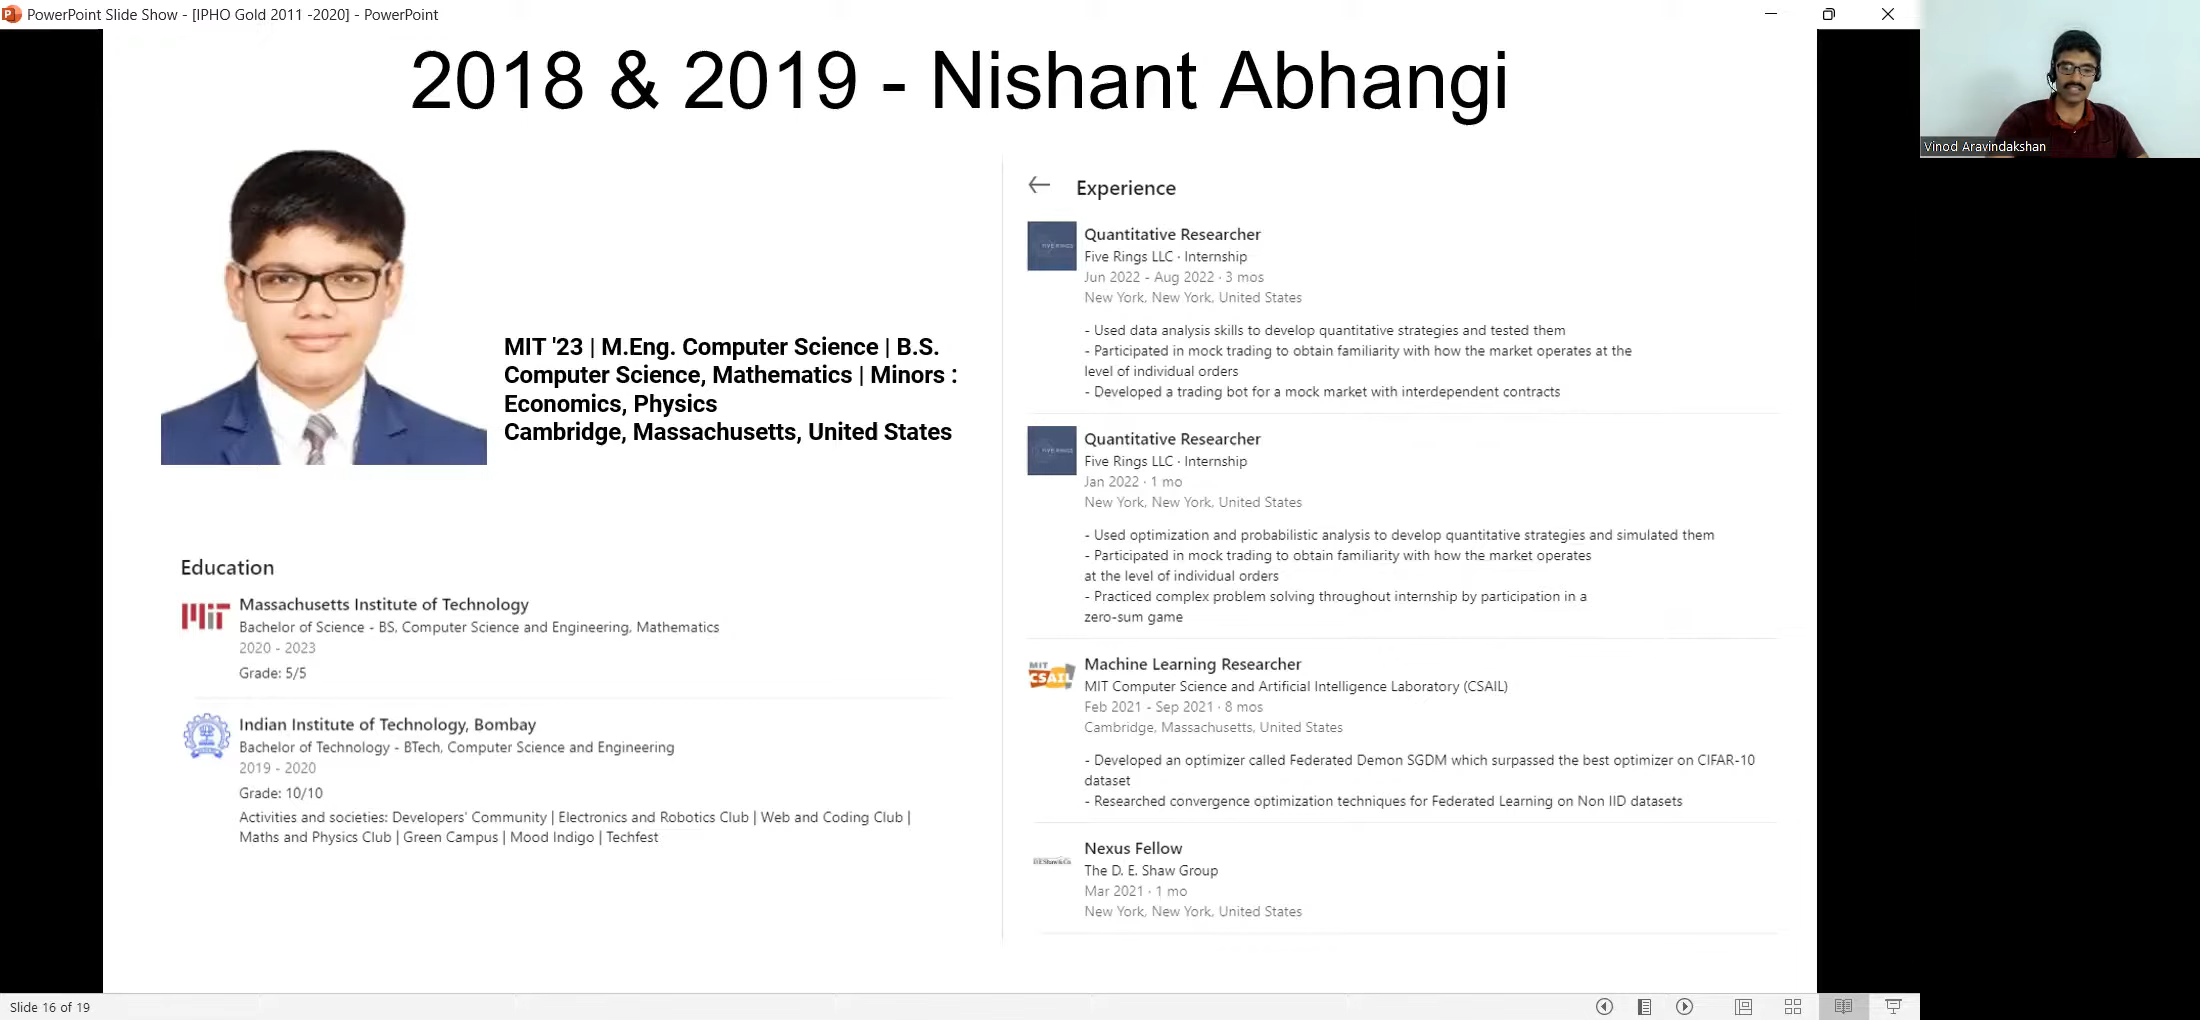 PowerPoint Slide Show - [IPHO Gold 2011 -2020] - PowerPoint
2018 & 2019 - Nishant Abhangi
Vinod Aravindakshan
MIT '23 | M.Eng. Computer Science | B.S.
Computer Science, Mathematics | Minors :
Economics, Physics
Cambridge, Massachusetts, United States
Education
MIT
Massachusetts Institute of Technology
Bachelor of Science - BS, Computer Science and Engineering, Mathematics
2020 - 2023
Grade: 5/5
Indian Institute of Technology, Bombay
Bachelor of Technology - BTech, Computer Science and Engineering
2019 - 2020
Grade: 10/10
Activities and societies: Developers' Community | Electronics and Robotics Club | Web and Coding Club |
Maths and Physics Club | Green Campus | Mood Indigo | Techfest
Experience
FIVE RINGS
Quantitative Researcher
Five Rings LLC · Internship
Jun 2022 - Aug 2022 · 3 mos
New York, New York, United States
- Used data analysis skills to develop quantitative strategies and tested them
- Participated in mock trading to obtain familiarity with how the market operates at the
level of individual orders
- Developed a trading bot for a mock market with interdependent contracts
FIVE RINGS
Quantitative Researcher
Five Rings LLC · Internship
Jan 2022 · 1 mo
New York, New York, United States
- Used optimization and probabilistic analysis to develop quantitative strategies and simulated them
- Participated in mock trading to obtain familiarity with how the market operates
at the level of individual orders
- Practiced complex problem solving throughout internship by participation in a
zero-sum game
MIT
CSAIL
Machine Learning Researcher
MIT Computer Science and Artificial Intelligence Laboratory (CSAIL)
Feb 2021 - Sep 2021 · 8 mos
Cambridge, Massachusetts, United States
- Developed an optimizer called Federated Demon SGDM which surpassed the best optimizer on CIFAR-10
dataset
- Researched convergence optimization techniques for Federated Learning on Non IID datasets
DE Shaw & Co
Nexus Fellow
The D. E. Shaw Group
Mar 2021 · 1 mo
New York, New York, United States
Slide 16 of 19